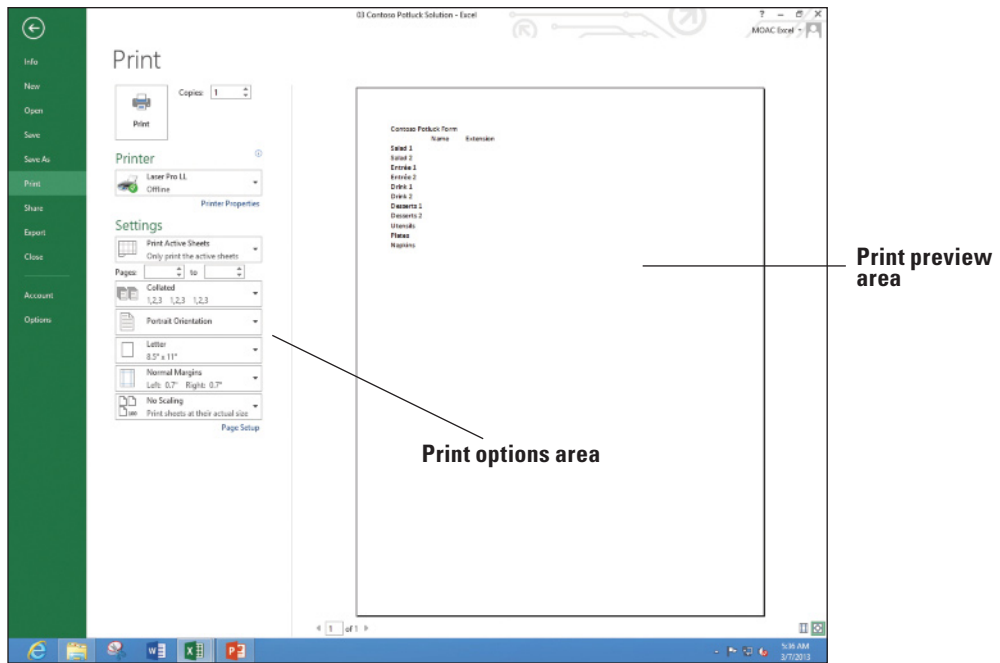 03 Contoso Potluck Solution - Excel
MOAC Excel
Info
New
Open
Save
Save As
Print
Share
Export
Close
Account
Options
Print
Copies: 1
Print
Printer
Laser Pro LL
Offline
Printer Properties
Settings
Print Active Sheets
Only print the active sheets
Pages: to
Collated
1,2,3 1,2,3 1,2,3
Portrait Orientation
Letter
8.5" x 11"
Normal Margins
Left: 0.7" Right: 0.7"
No Scaling
Print sheets at their actual size
Page Setup
Contoso Potluck Form
Name Extension
Salad 1
Salad 2
Entrée 1
Entrée 2
Drink 1
Drink 2
Desserts 1
Desserts 2
Utensils
Plates
Napkins
Print preview
area
Print options area
1 of 1
5:36 AM
3/7/2013